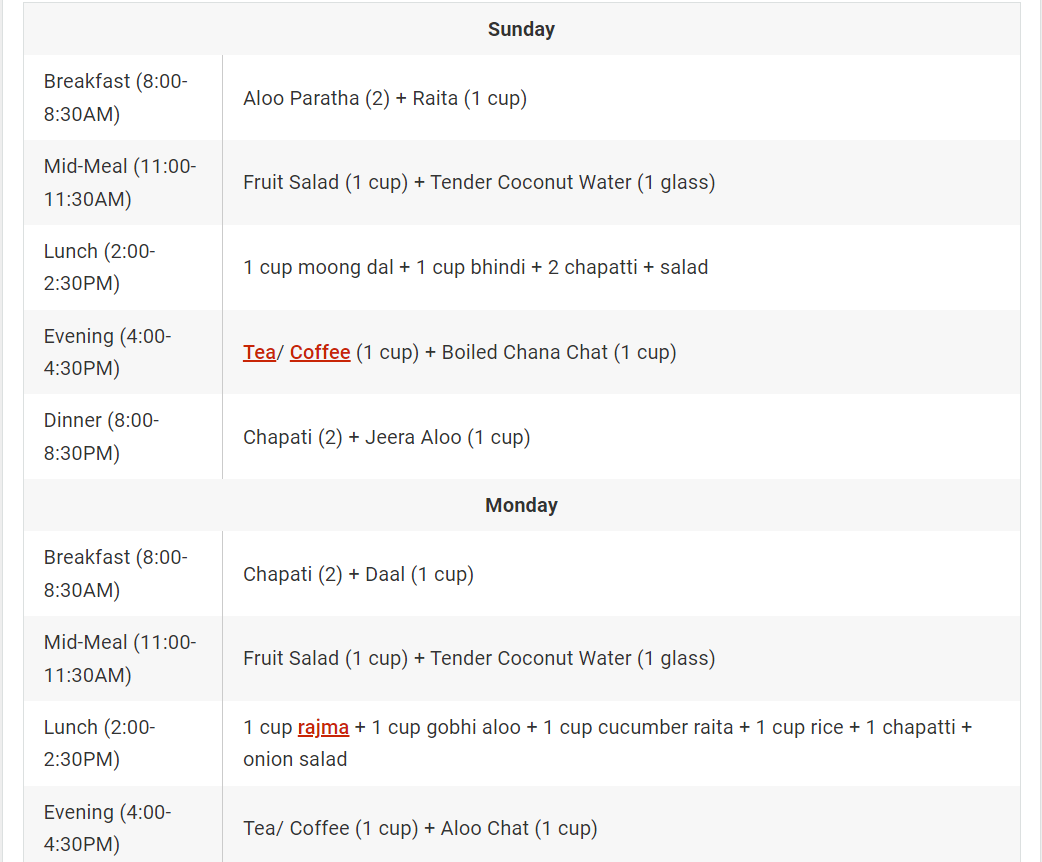 Sunday
Breakfast (8:00-
8:30AM)
Aloo Paratha (2) + Raita (1 cup)
Mid-Meal (11:00-
11:30AM)
Fruit Salad (1 cup) + Tender Coconut Water (1 glass)
Lunch (2:00-
2:30PM)
1 cup moong dal + 1 cup bhindi + 2 chapatti + salad
Evening (4:00-
4:30PM)
Tea/ Coffee (1 cup) + Boiled Chana Chat (1 cup)
Dinner (8:00-
8:30PM)
Chapati (2) + Jeera Aloo (1 cup)
Monday
Breakfast (8:00-
8:30AM)
Chapati (2) + Daal (1 cup)
Mid-Meal (11:00-
11:30AM)
Fruit Salad (1 cup) + Tender Coconut Water (1 glass)
Lunch (2:00-
2:30PM)
1 cup rajma + 1 cup gobhi aloo + 1 cup cucumber raita + 1 cup rice + 1 chapatti +
onion salad
Evening (4:00-
4:30PM)
Tea/ Coffee (1 cup) + Aloo Chat (1 cup)